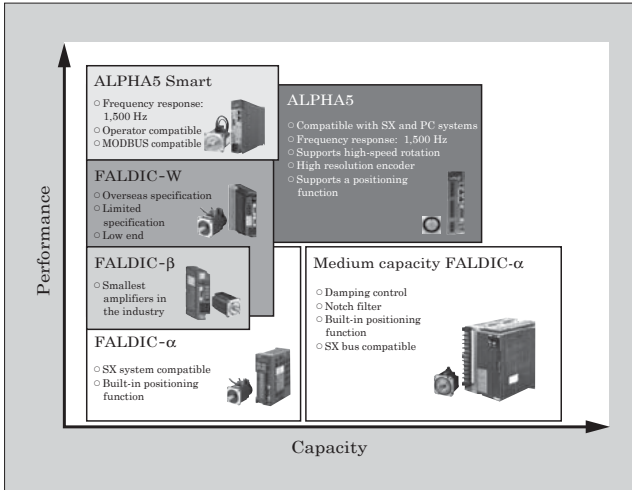 ALPHA5 Smart
○ Frequency response:
1,500 Hz
○ Operator compatible
○ MODBUS compatible
ALPHA5
○ Compatible with SX and PC systems
○ Frequency response: 1,500 Hz
○ Supports high-speed rotation
○ High resolution encoder
○ Supports a positioning
function
FALDIC-W
○ Overseas specification
○ Limited
specification
○ Low end
FALDIC-β
○ Smallest
amplifiers in
the industry
FALDIC-α
○ SX system compatible
○ Built-in positioning
function
Medium capacity FALDIC-α
○ Damping control
○ Notch filter
○ Built-in positioning
function
○ SX bus compatible
Performance
Capacity